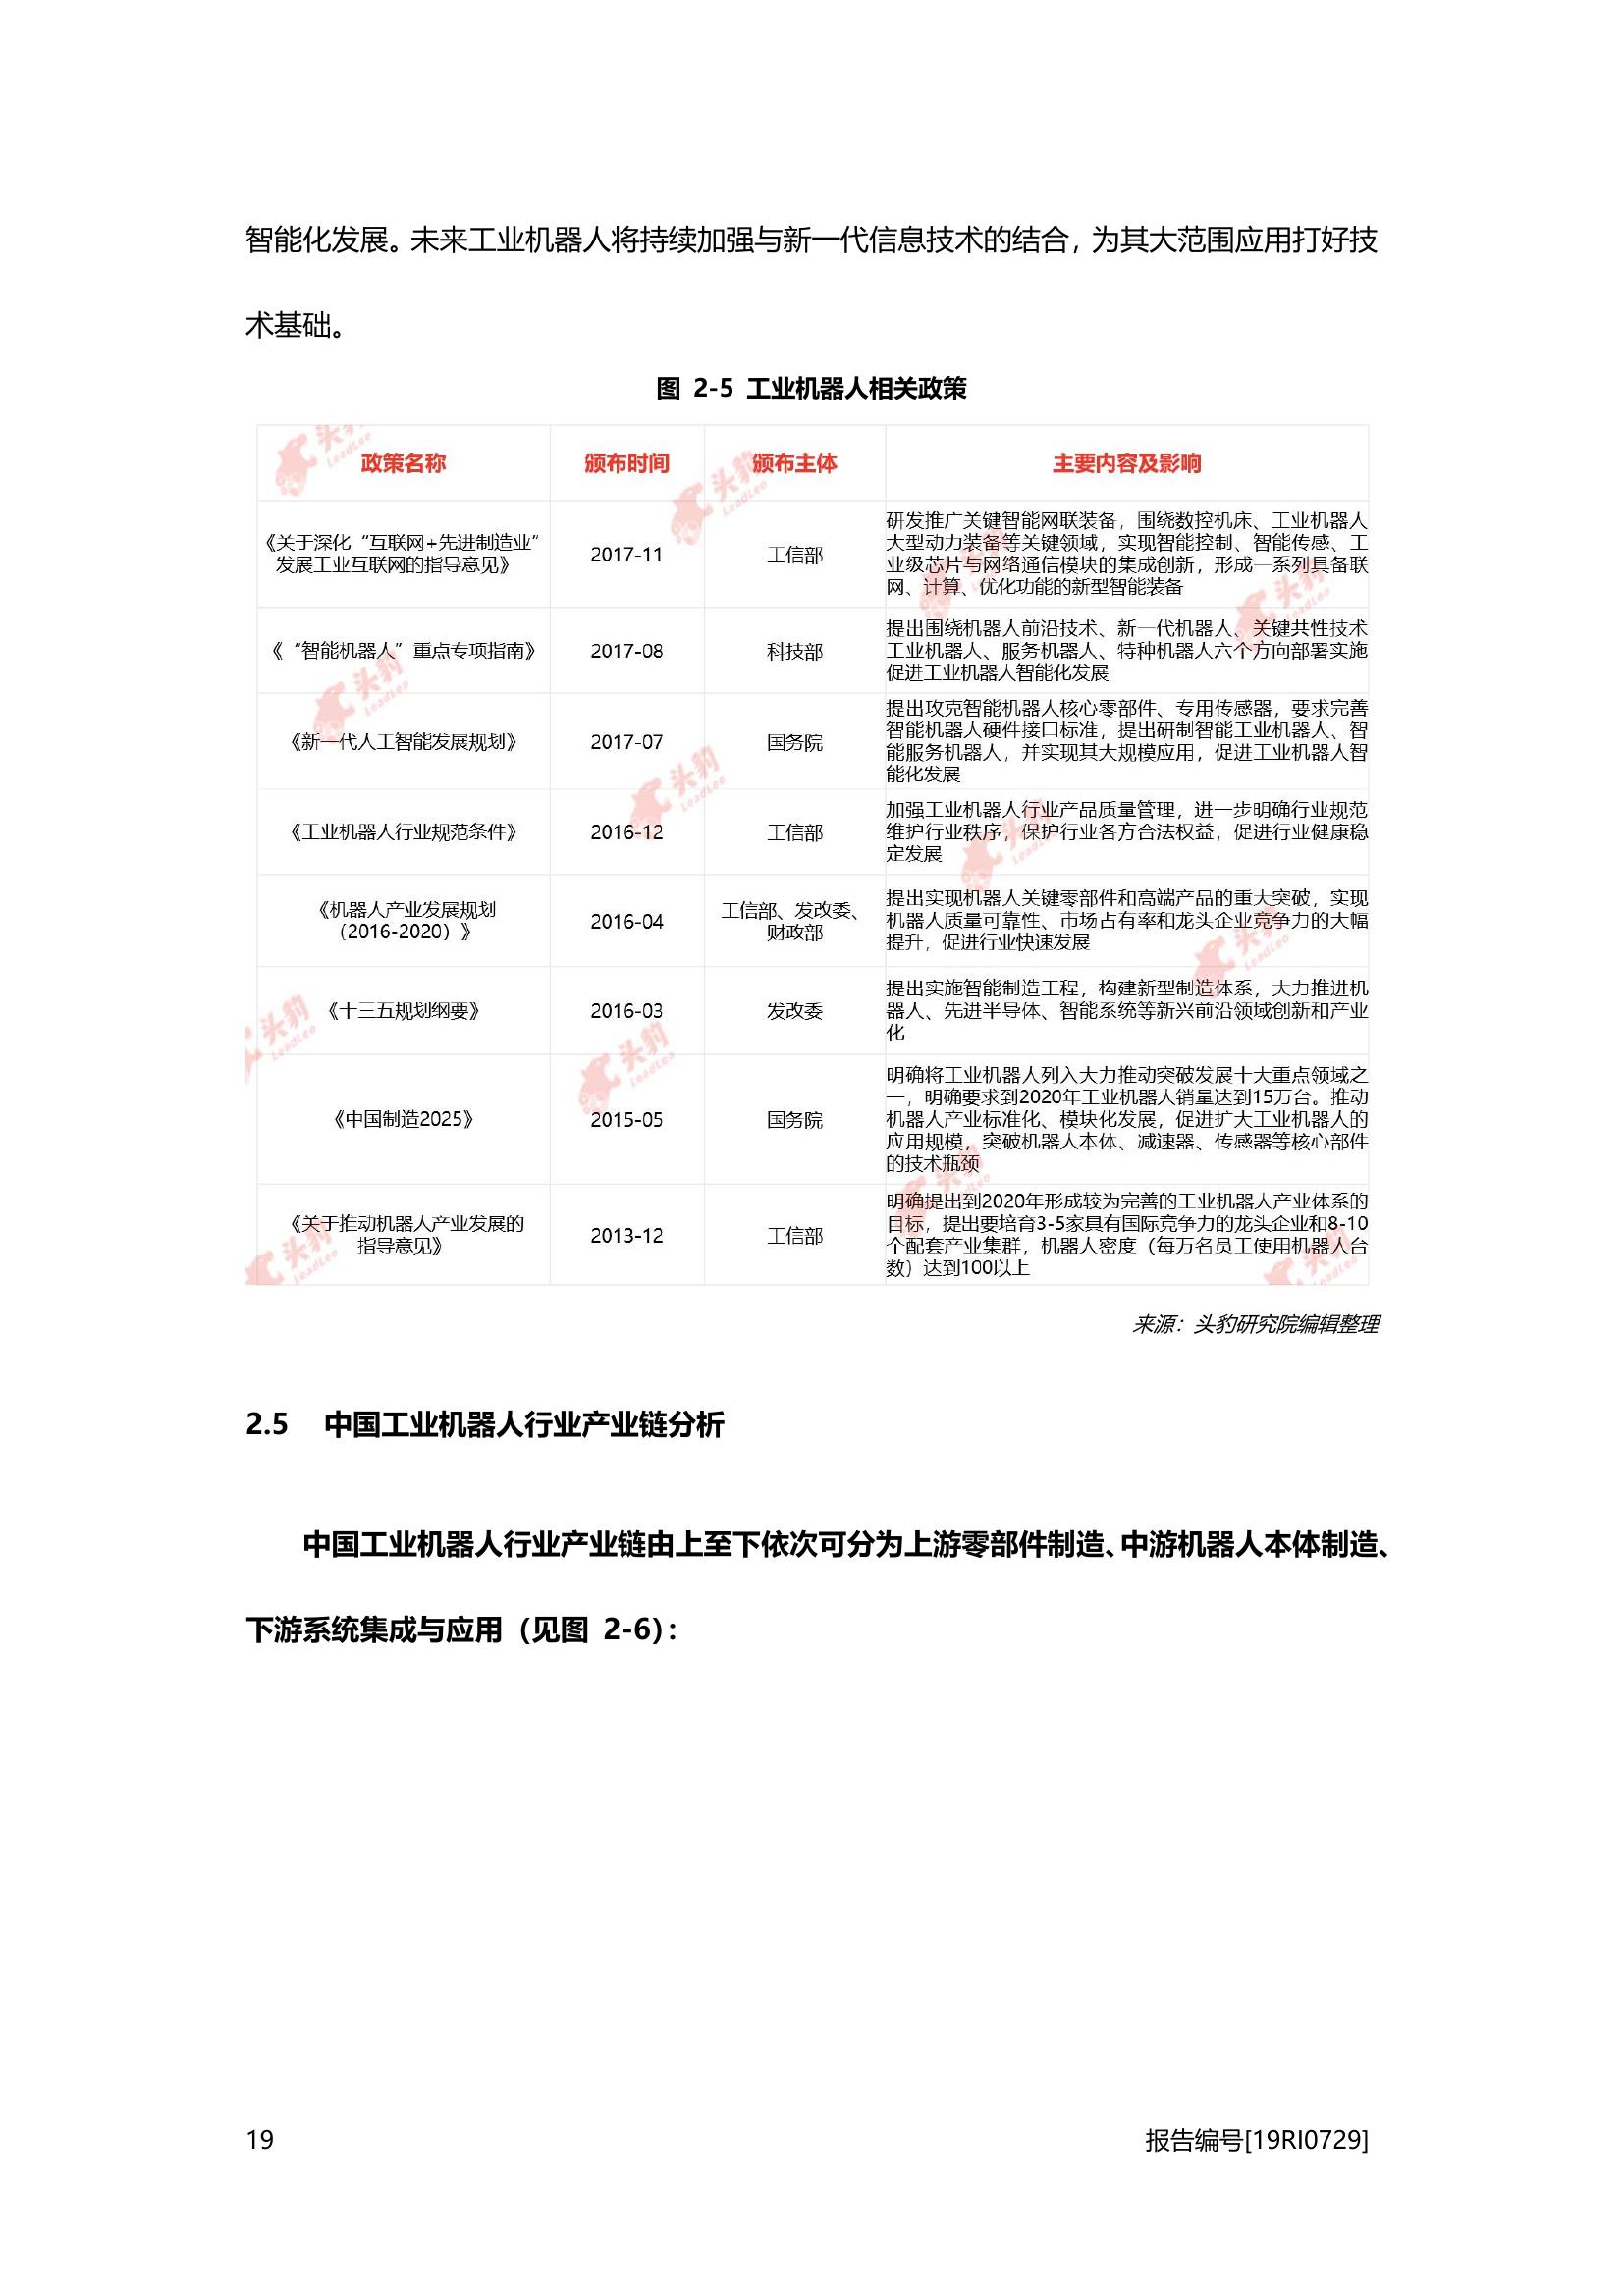 智能化发展。未来工业机器人将持续加强与新一代信息技术的结合，为其大范围应用打好技
术基础。
图 2-5 工业机器人相关政策
政策名称 颁布时间 颁布主体 主要内容及影响
《关于深化“互联网+先进制造业”
发展工业互联网的指导意见》
2017-11
工信部
研发推广关键智能网联装备，围绕数控机床、工业机器人
大型动力装备等关键领域，实现智能控制、智能传感、工
业级芯片与网络通信模块的集成创新，形成一系列具备联
网、计算、优化功能的新型智能装备
《“智能机器人”重点专项指南》
2017-08
科技部
提出围绕机器人前沿技术、新一代机器人、关键共性技术
工业机器人、服务机器人、特种机器人六个方向部署实施
促进工业机器人智能化发展
《新一代人工智能发展规划》
2017-07
国务院
提出攻克智能机器人核心零部件、专用传感器，要求完善
智能机器人硬件接口标准，提出研制智能工业机器人、智
能服务机器人，并实现其大规模应用，促进工业机器人智
能化发展
《工业机器人行业规范条件》
2016-12
工信部
加强工业机器人行业产品质量管理，进一步明确行业规范
维护行业秩序，保护行业各方合法权益，促进行业健康稳
定发展
《机器人产业发展规划
（2016-2020）》
2016-04
工信部、发改委、
财政部
提出实现机器人关键零部件和高端产品的重大突破，实现
机器人质量可靠性、市场占有率和龙头企业竞争力的大幅
提升，促进行业快速发展
《十三五规划纲要》
2016-03
发改委
提出实施智能制造工程，构建新型制造体系，大力推进机
器人、先进半导体、智能系统等新兴前沿领域创新和产业
化
《中国制造2025》
2015-05
国务院
明确将工业机器人列入大力推动突破发展十大重点领域之
一，明确要求到2020年工业机器人销量达到15万台。推动
机器人产业标准化、模块化发展，促进扩大工业机器人的
应用规模，突破机器人本体、减速器、传感器等核心部件
的技术瓶颈
《关于推动机器人产业发展的
指导意见》
2013-12
工信部
明确提出到2020年形成较为完善的工业机器人产业体系的
目标，提出要培育3-5家具有国际竞争力的龙头企业和8-10
个配套产业集群，机器人密度（每万名员工使用机器人台
数）达到100以上
来源：头豹研究院编辑整理
2.5 中国工业机器人行业产业链分析
中国工业机器人行业产业链由上至下依次可分为上游零部件制造、中游机器人本体制造、
下游系统集成与应用（见图 2-6）：
19 报告编号[19RI0729]